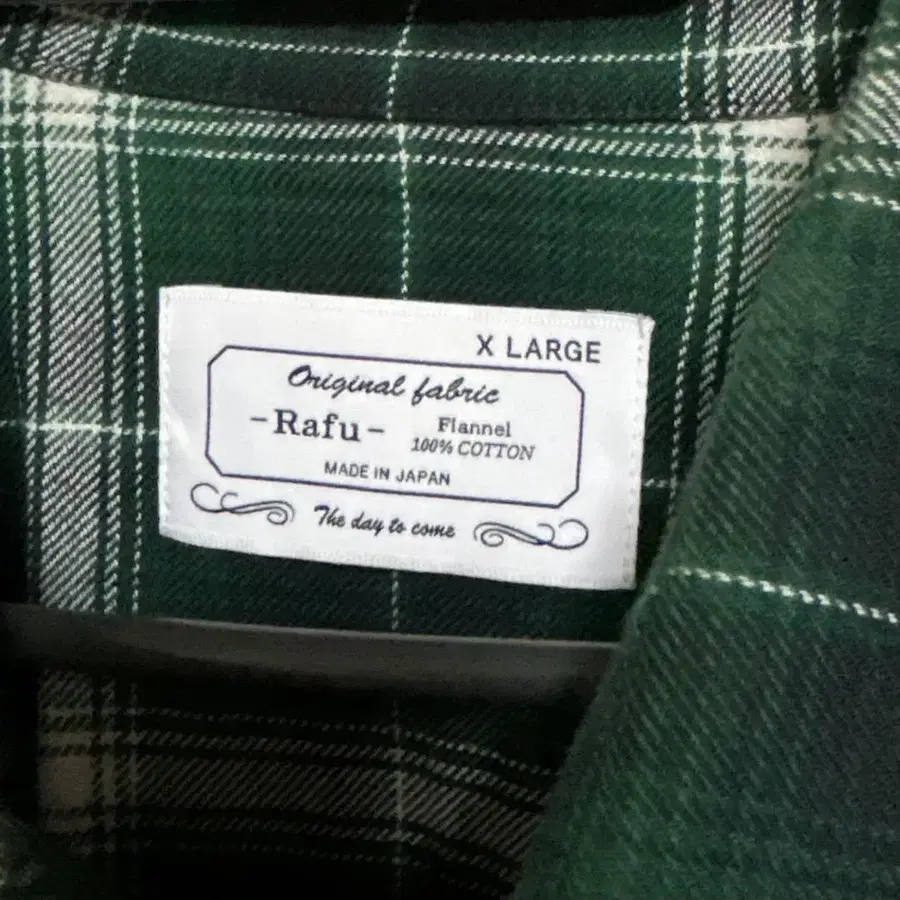 X LARGE
Original fabric
-Rafu-
Flannel
100% COTTON
MADE IN JAPAN
The day to come